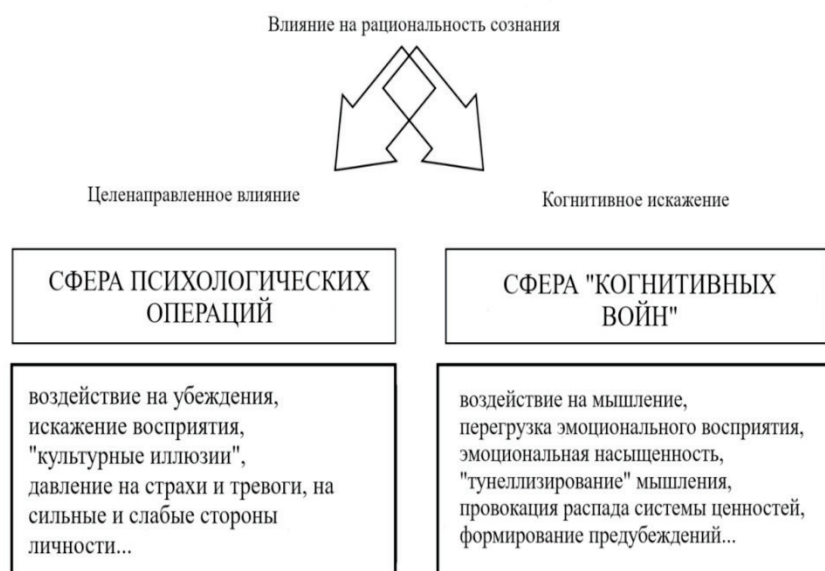 Влияние на рациональность сознания
Целенаправленное влияние
Когнитивное искажение
СФЕРА ПСИХОЛОГИЧЕСКИХ
ОПЕРАЦИЙ
СФЕРА "КОГНИТИВНЫХ
ВОЙН"
воздействие на убеждения,
искажение восприятия,
"культурные иллюзии",
давление на страхи и тревоги, на
сильные и слабые стороны
личности...
воздействие на мышление,
перегрузка эмоционального восприятия,
эмоциональная насыщенность,
"тунеллизирование" мышления,
провокация распада системы ценностей,
формирование предубеждений...